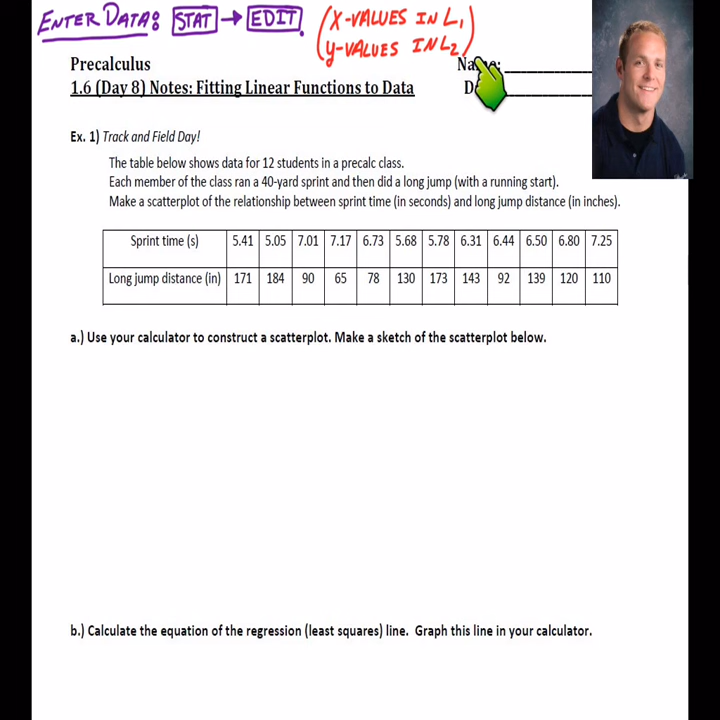 ENTER DATA: STAT → EDIT. (X-VALUES IN L1
(Y-VALUES IN L2)
Precalculus
1.6 (Day 8) Notes: Fitting Linear Functions to Data
Ex. 1) Track and Field Day!
The table below shows data for 12 students in a precalc class.
Each member of the class ran a 40-yard sprint and then did a long jump (with a running start).
Make a scatterplot of the relationship between sprint time (in seconds) and long jump distance (in inches).
Sprint time (s) 5.41 5.05 7.01 7.17 6.73 5.68 5.78 6.31 6.44 6.50 6.80 7.25
Long jump distance (in) 171 184 90 65 78 130 173 143 92 139 120 110
a.) Use your calculator to construct a scatterplot. Make a sketch of the scatterplot below.
b.) Calculate the equation of the regression (least squares) line. Graph this line in your calculator.